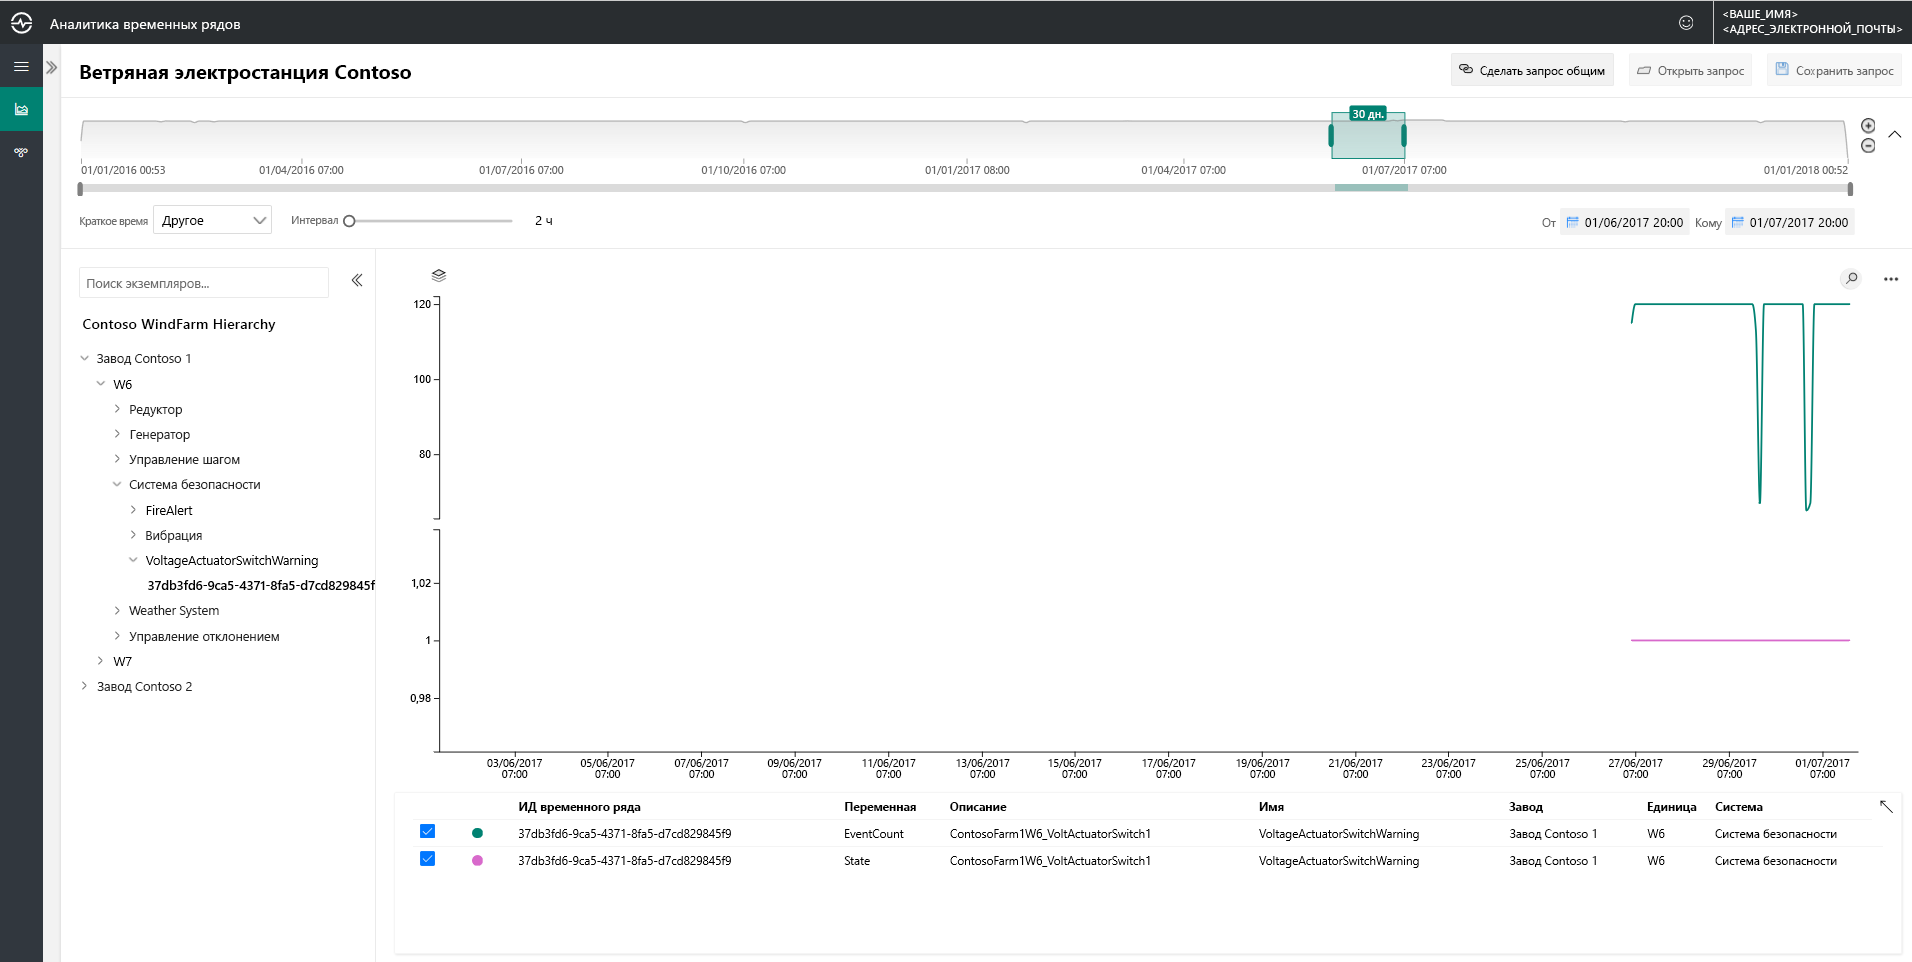 Аналитика временных рядов
<ВАШЕ_ИМЯ>
<АДРЕС_ЭЛЕКТРОННОЙ_ПОЧТЫ>
Ветряная электростанция Contoso
Сделать запрос общим
Открыть запрос
Сохранить запрос
30 дн.
01/01/2016 00:53
01/04/2016 07:00
01/07/2016 07:00
01/10/2016 07:00
01/01/2017 08:00
01/04/2017 07:00
01/07/2017 07:00
01/01/2018 00:52
Краткое время
Другое
Интервал
2 ч
От
01/06/2017 20:00
Кому
01/07/2017 20:00
Поиск экземпляров...
Contoso WindFarm Hierarchy
Завод Contoso 1
W6
Редуктор
Генератор
Управление шагом
Система безопасности
FireAlert
Вибрация
VoltageActuatorSwitchWarning
37db3fd6-9ca5-4371-8fa5-d7cd829845f
Weather System
Управление отклонением
W7
Завод Contoso 2
120
100
80
1,02
1
0,98
03/06/2017 07:00
05/06/2017 07:00
07/06/2017 07:00
09/06/2017 07:00
11/06/2017 07:00
13/06/2017 07:00
15/06/2017 07:00
17/06/2017 07:00
19/06/2017 07:00
21/06/2017 07:00
23/06/2017 07:00
25/06/2017 07:00
27/06/2017 07:00
29/06/2017 07:00
01/07/2017 07:00
ИД временного ряда Переменная Описание Имя Завод Единица Система
37db3fd6-9ca5-4371-8fa5-d7cd829845f9 EventCount ContosoFarm1W6_VoltActuatorSwitch1 VoltageActuatorSwitchWarning Завод Contoso 1 W6 Система безопасности
37db3fd6-9ca5-4371-8fa5-d7cd829845f9 State ContosoFarm1W6_VoltActuatorSwitch1 VoltageActuatorSwitchWarning Завод Contoso 1 W6 Система безопасности